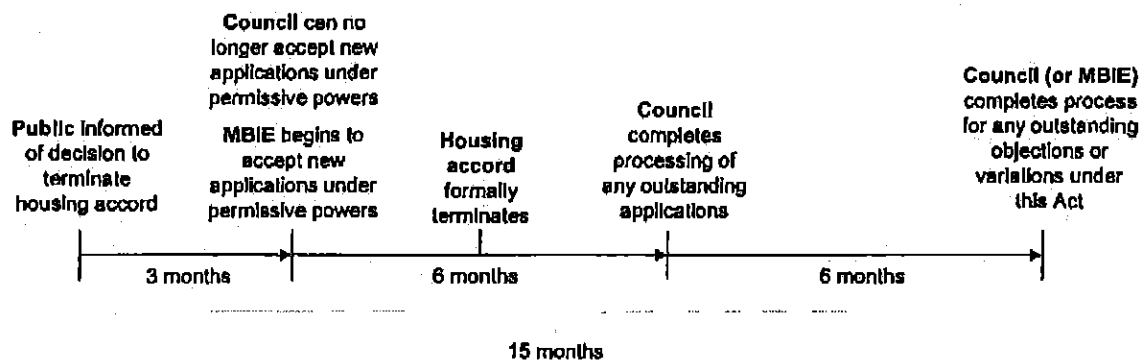 Public informed
of decision to
terminate
housing accord
Council can no
longer accept new
applications under
permissive powers
MBIE begins to
accept new
applications under
permissive powers
Housing
accord
formally
terminates
Council
completes
processing of
any outstanding
applications
Council (or MBIE)
completes process
for any outstanding
objections or
variations under
this Act
3 months
6 months
6 months
15 months